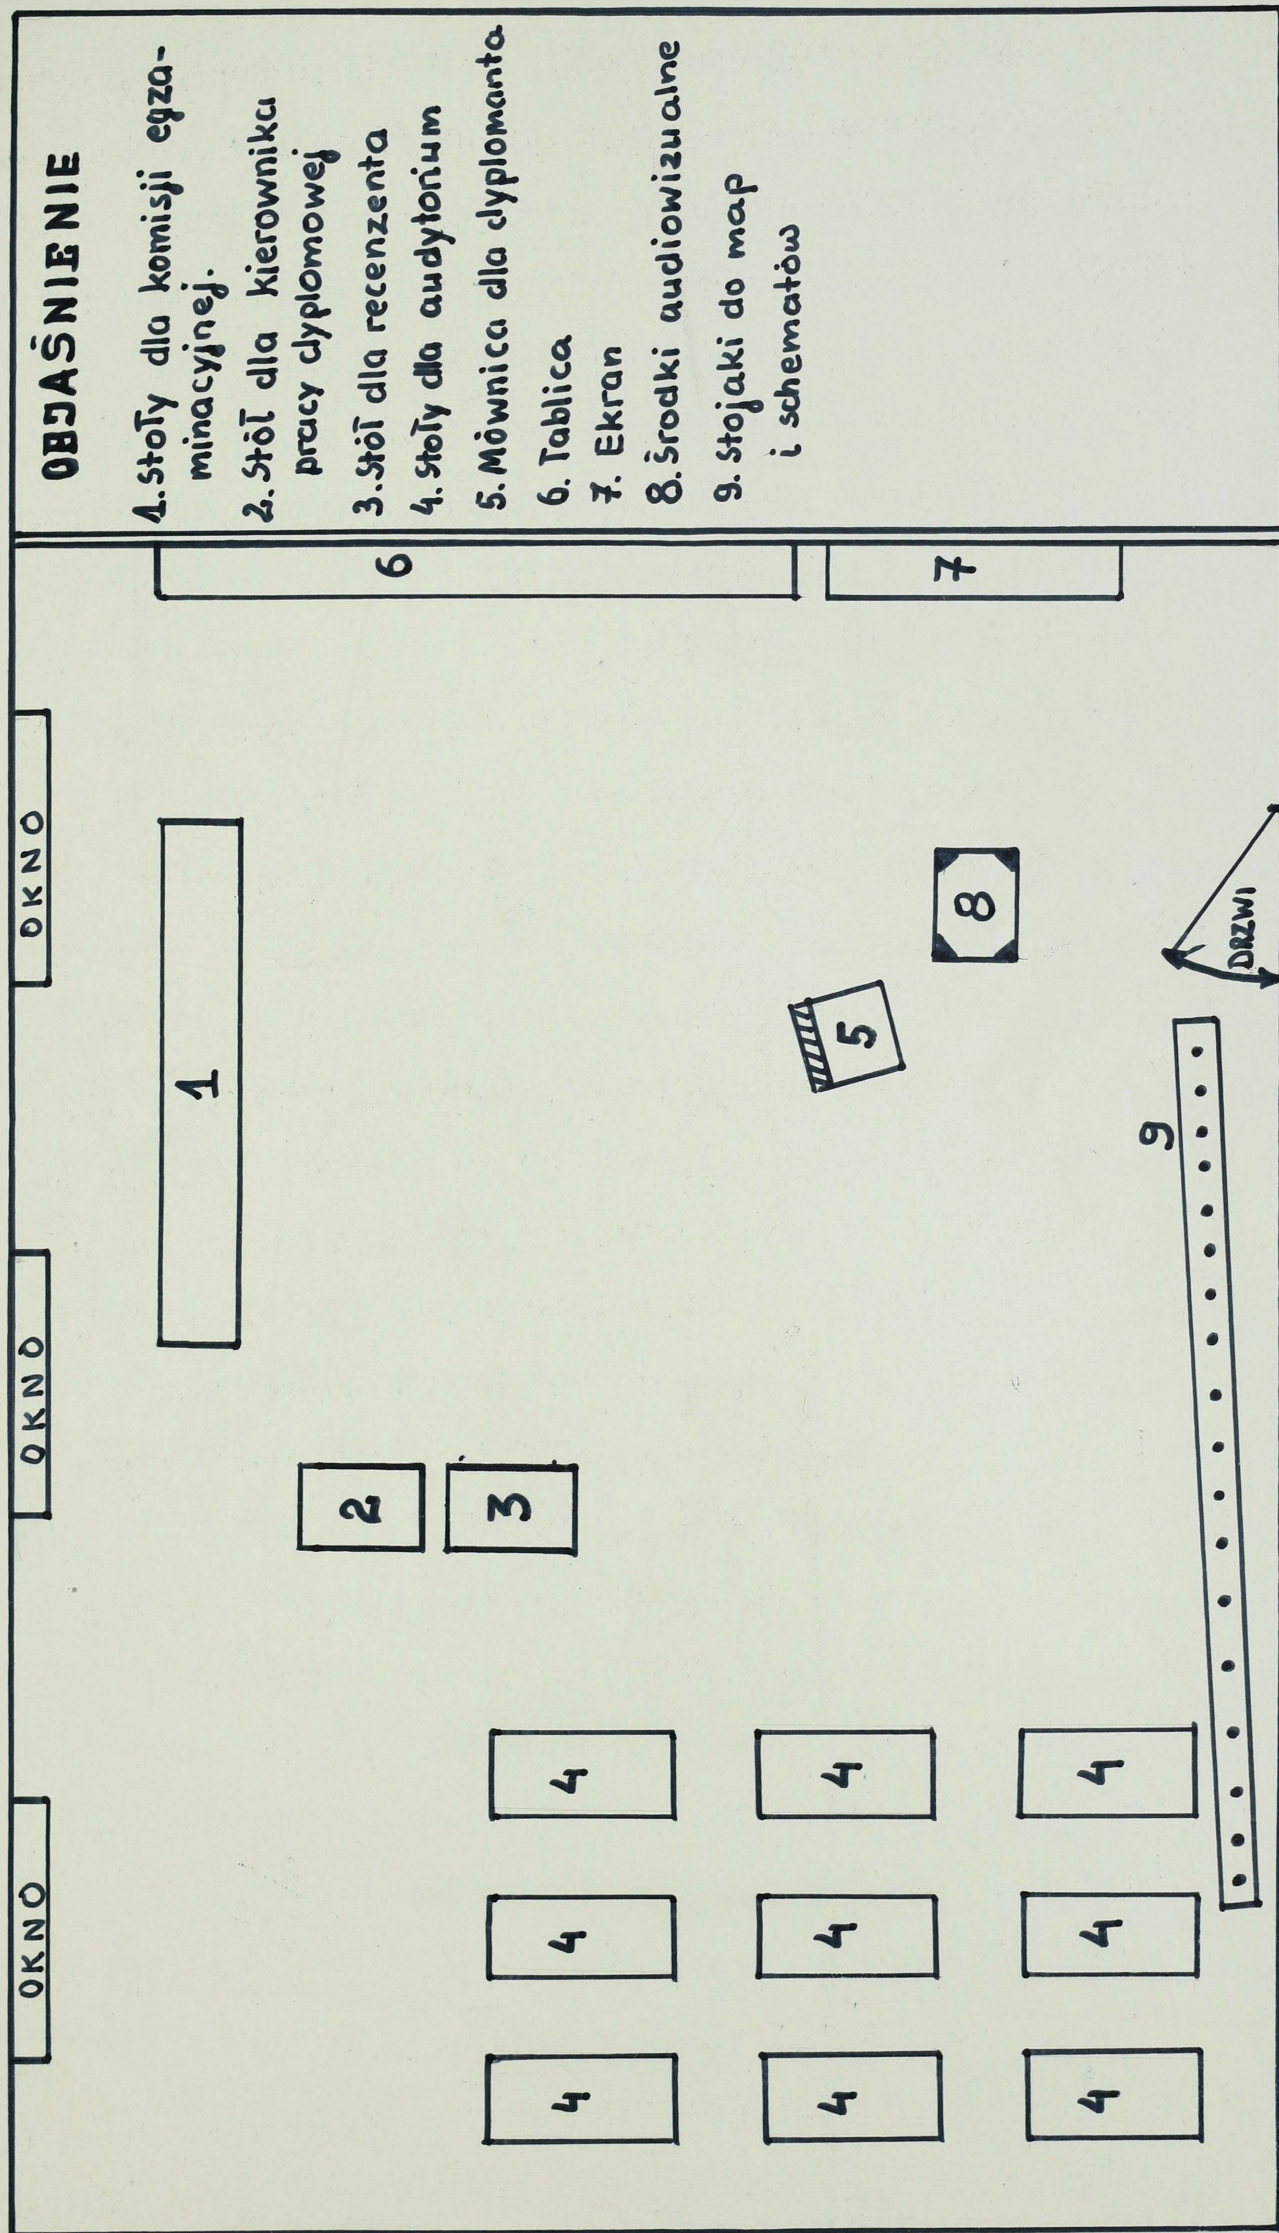 OKNO
OKNO
OKNO
1
2
3
6
4
4
4
5
7
4
4
4
8
4
4
4
9
DRZWI
OBJAŚNIENIE
1. Stoły dla komisji egza-
minacyjnej.
2. Stół dla kierownika
pracy dyplomowej
3. Stół dla recenzenta
4. Stoły dla audytorium
5. Mównica dla dyplomanta
6. Tablica
7. Ekran
8. Środki audiowizualne
9. Stojaki do map
i schematów